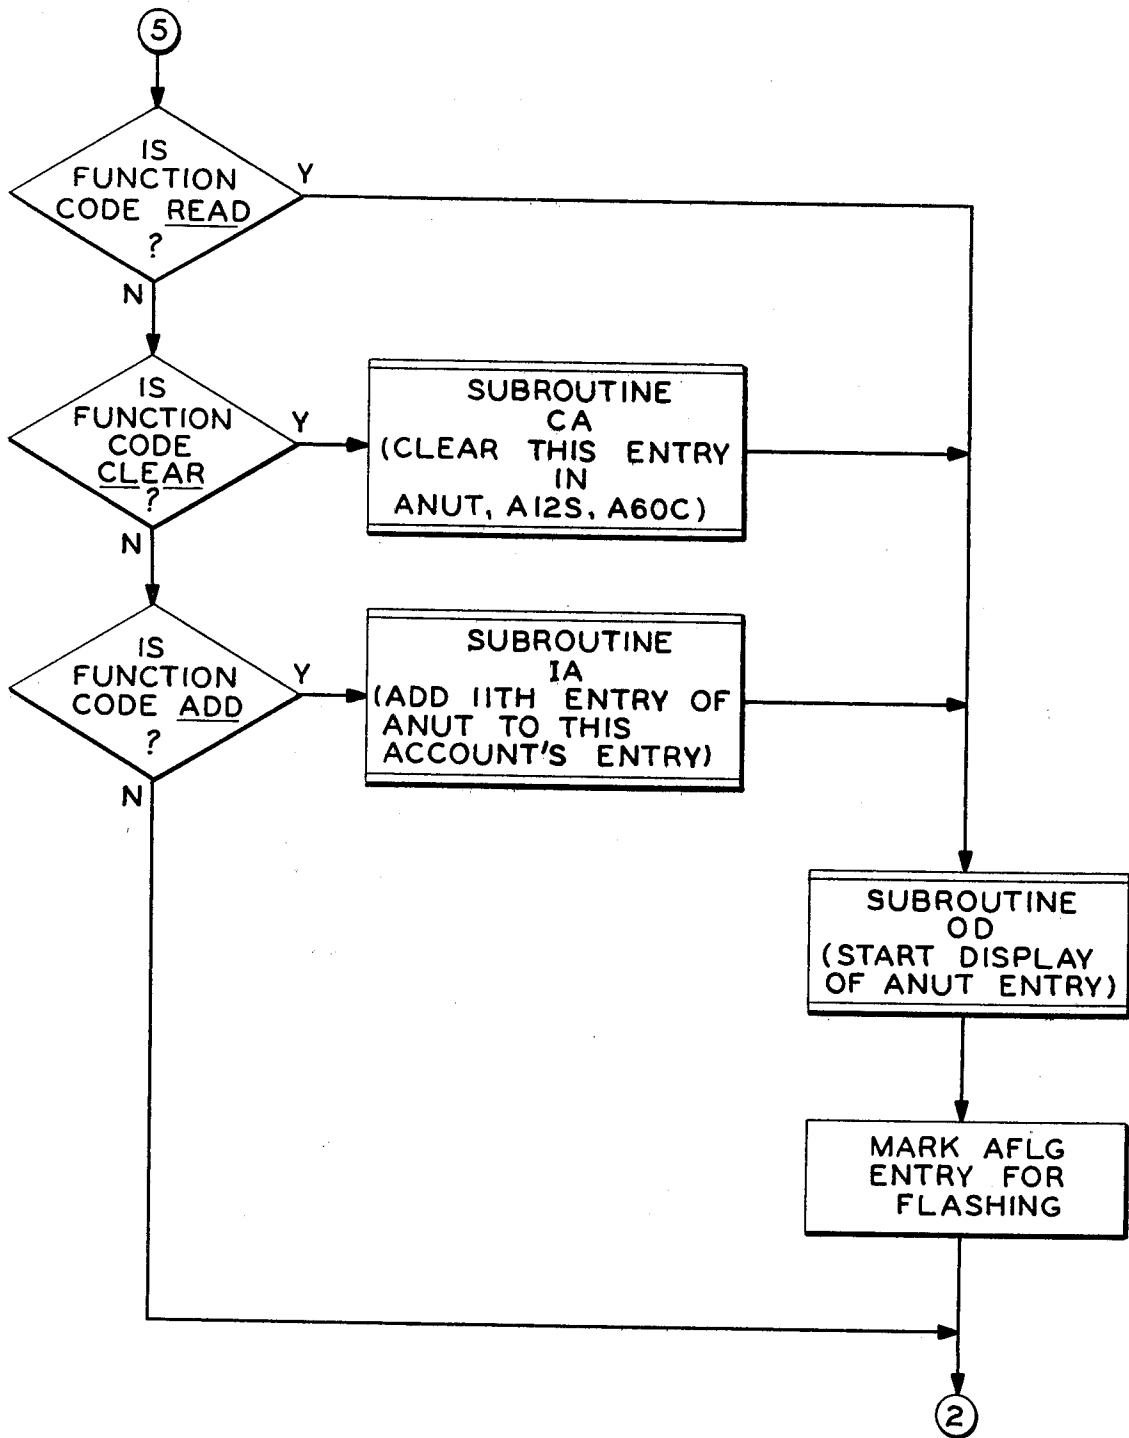 5
IS
FUNCTION
CODE READ
?
Y
N
IS
FUNCTION
CODE
CLEAR
?
Y
N
SUBROUTINE
CA
(CLEAR THIS ENTRY
IN
ANUT, A12S, A60C)
IS
FUNCTION
CODE ADD
?
Y
N
SUBROUTINE
IA
(ADD 11TH ENTRY OF
ANUT TO THIS
ACCOUNT'S ENTRY)
SUBROUTINE
OD
(START DISPLAY
OF ANUT ENTRY)
MARK AFLG
ENTRY FOR
FLASHING
2